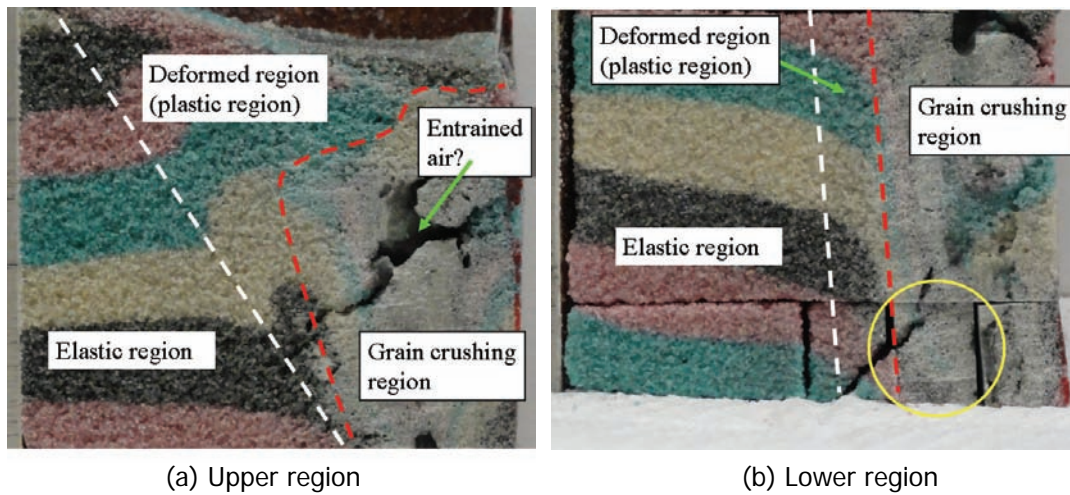 Deformed region
(plastic region)
Entrained
air?
Elastic region
Grain crushing
region
(a) Upper region
Deformed region
(plastic region)
Grain crushing
region
Elastic region
(b) Lower region